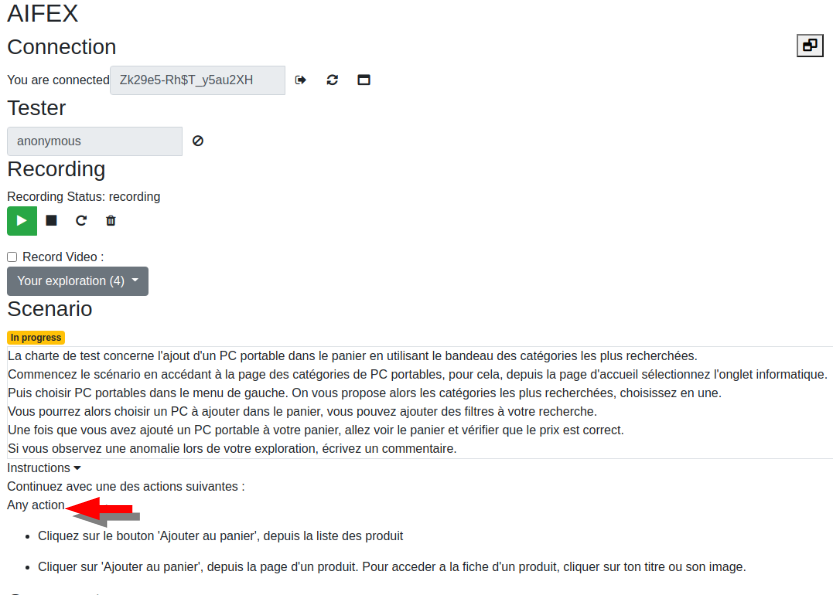 AIFEX
Connection
You are connected Zk29e5-Rh$T_y5au2XH
Tester
anonymous
Recording
Recording Status: recording
Record Video :
Your exploration (4)
Scenario
In progress
La charte de test concerne l'ajout d'un PC portable dans le panier en utilisant le bandeau des catégories les plus recherchées.
Commencez le scénario en accédant à la page des catégories de PC portables, pour cela, depuis la page d'accueil sélectionnez l'onglet informatique.
Puis choisir PC portables dans le menu de gauche. On vous propose alors les catégories les plus recherchées, choisissez en une.
Vous pourrez alors choisir un PC à ajouter dans le panier, vous pouvez ajouter des filtres à votre recherche.
Une fois que vous avez ajouté un PC portable à votre panier, allez voir le panier et vérifier que le prix est correct.
Si vous observez une anomalie lors de votre exploration, écrivez un commentaire.
Instructions
Continuez avec une des actions suivantes :
Any action
Cliquez sur le bouton 'Ajouter au panier', depuis la liste des produit
Cliquer sur 'Ajouter au panier', depuis la page d'un produit. Pour acceder a la fiche d'un produit, cliquer sur ton titre ou son image.